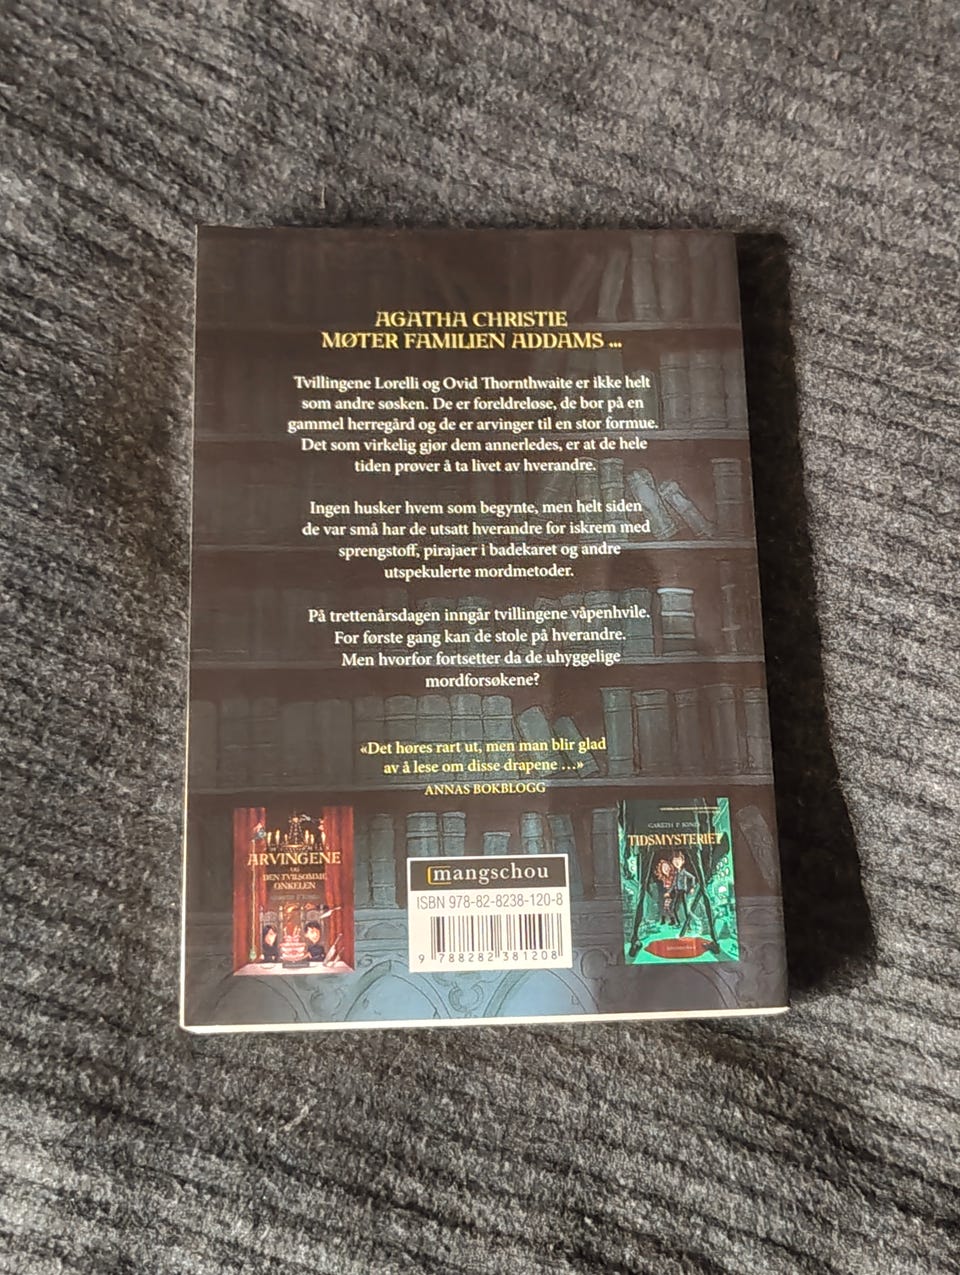 AGATHA CHRISTIE
MØTER FAMILIEN ADDAMS ...
Tvillingene Lorelli og Ovid Thornthwaite er ikke helt
som andre søsken. De er foreldreløse, de bor på en
gammel herregård og de er arvinger til en stor formue.
Det som virkelig gjør dem annerledes, er at de hele
tiden prøver å ta livet av hverandre.
Ingen husker hvem som begynte, men helt siden
de var små har de utsatt hverandre for iskrem med
sprengstoff, pirajaer i badekaret og andre
utspekulerte mordmetoder.
På trettenårsdagen inngår tvillingene våpenhvile.
For første gang kan de stole på hverandre.
Men hvorfor fortsetter da de uhyggelige
mordforsøkene?
«Det høres rart ut, men man blir glad
av å lese om disse drapene ...»
ANNAS BOKBLOGG
ARVINGENE
OG
DEN TVILSOMME
ONKELEN
GARETH P. JONES
mangschou
ISBN 978-82-8238-120-8
9 788282 381208
GARETH P. JONES
TIDSMYSTERIET